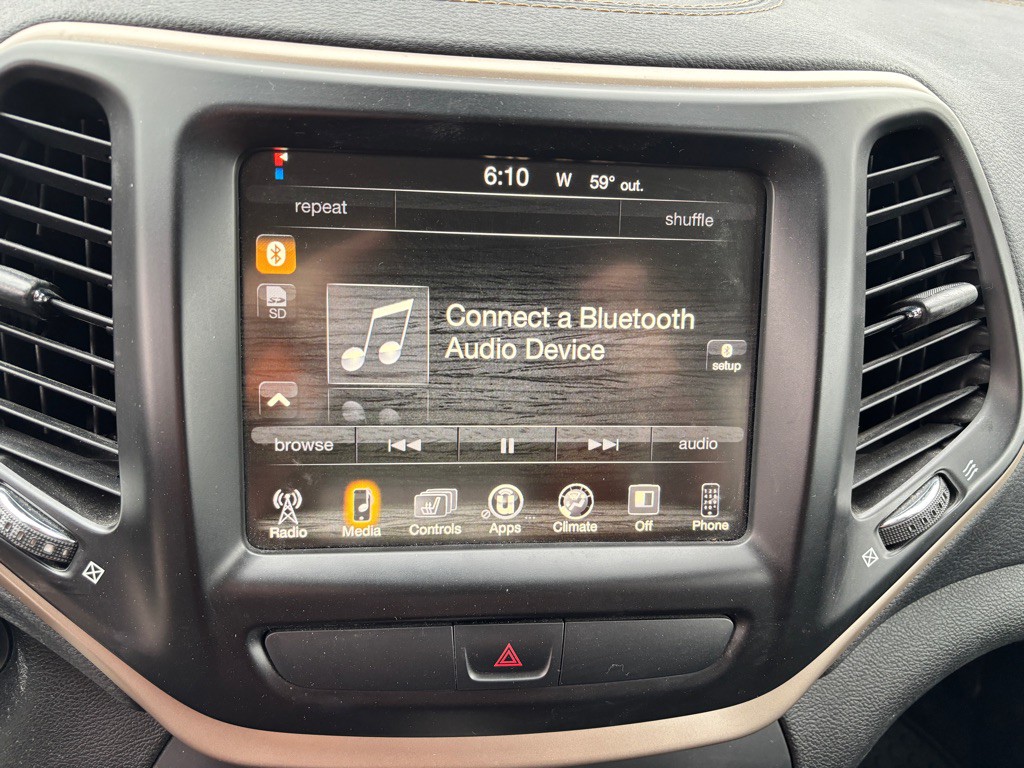 6:10 W 59° out.
repeat shuffle
SD
Connect a Bluetooth
Audio Device
setup
browse audio
Radio Media Controls Apps Climate Off Phone